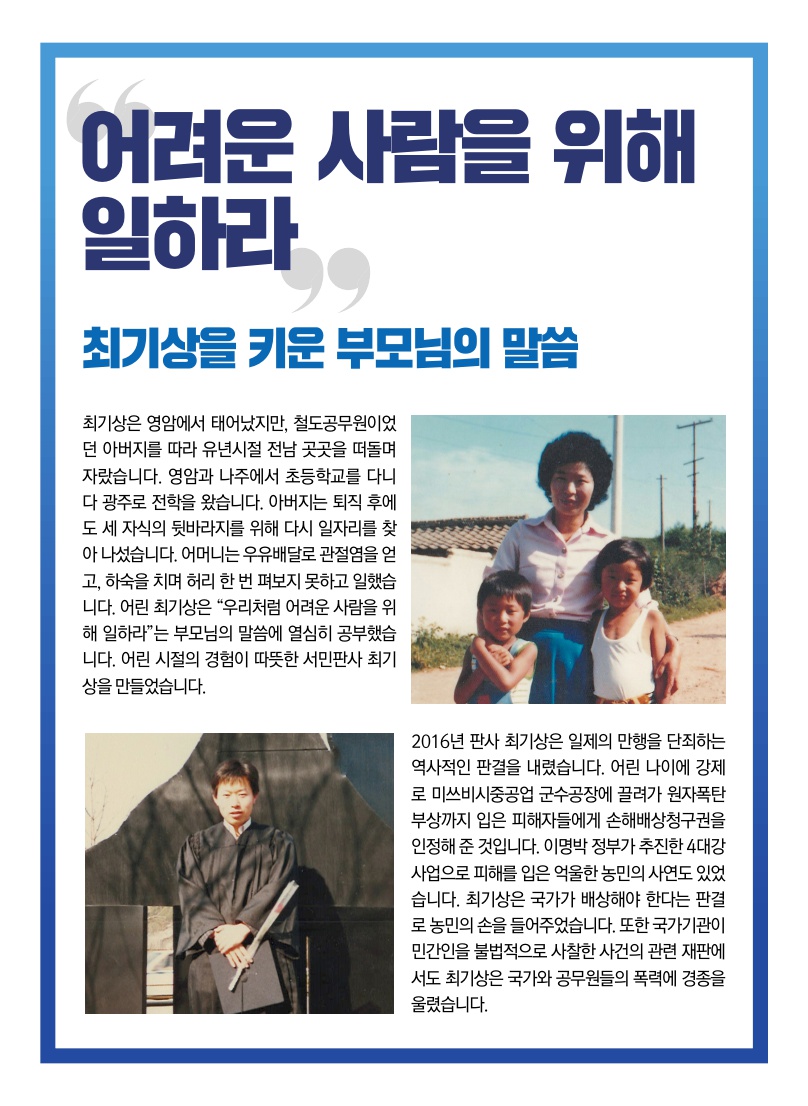 “어려운 사람을 위해
일하라”
최기상을 키운 부모님의 말씀
최기상은 영암에서 태어났지만, 철도공무원이었
던 아버지를 따라 유년시절 전남 곳곳을 떠돌며
자랐습니다. 영암과 나주에서 초등학교를 다니
다 광주로 전학을 왔습니다. 아버지는 퇴직 후에
도 세 자식의 뒷바라지를 위해 다시 일자리를 찾
아 나섰습니다. 어머니는 우유배달로 관절염을 얻
고, 하숙을 치며 허리 한 번 펴보지 못하고 일했습
니다. 어린 최기상은 “우리처럼 어려운 사람을 위
해 일하라”는 부모님의 말씀에 열심히 공부했습
니다. 어린 시절의 경험이 따뜻한 서민판사 최기
상을 만들었습니다.
2016년 판사 최기상은 일제의 만행을 단죄하는
역사적인 판결을 내렸습니다. 어린 나이에 강제
로 미쓰비시중공업 군수공장에 끌려가 원자폭탄
부상까지 입은 피해자들에게 손해배상청구권을
인정해 준 것입니다. 이명박 정부가 추진한 4대강
사업으로 피해를 입은 억울한 농민의 사연도 있었
습니다. 최기상은 국가가 배상해야 한다는 판결
로 농민의 손을 들어주었습니다. 또한 국가기관이
민간인을 불법적으로 사찰한 사건의 관련 재판에
서도 최기상은 국가와 공무원들의 폭력에 경종을
울렸습니다.